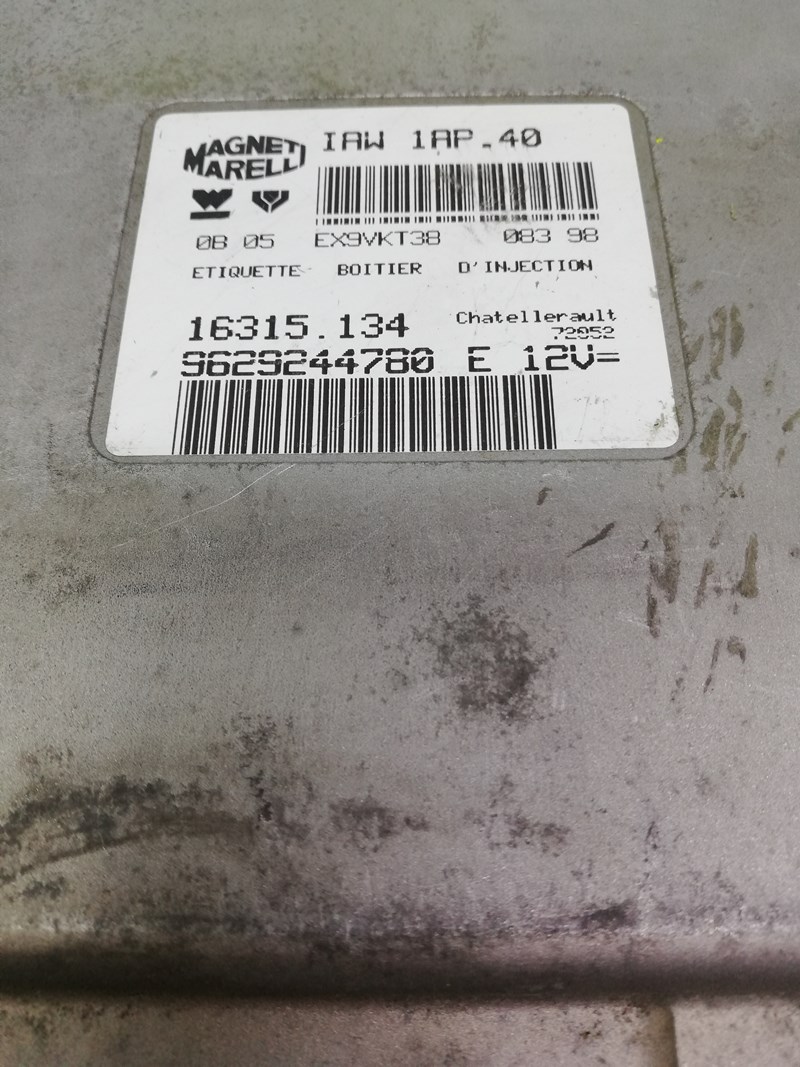 MAGNETI
MARELLI
IAW 1AP.40
0B 05 EX9VKT38 083 98
ETIQUETTE BOITIER D'INJECTION
16315.134 Chatellerault
72052
9629244780 E 12V=